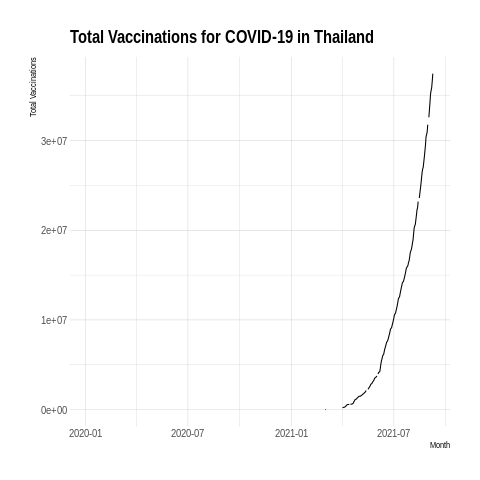 Total Vaccinations for COVID-19 in Thailand
Total Vaccinations
3e+07
2e+07
1e+07
0e+00
2020-01 2020-07 2021-01 2021-07
Month